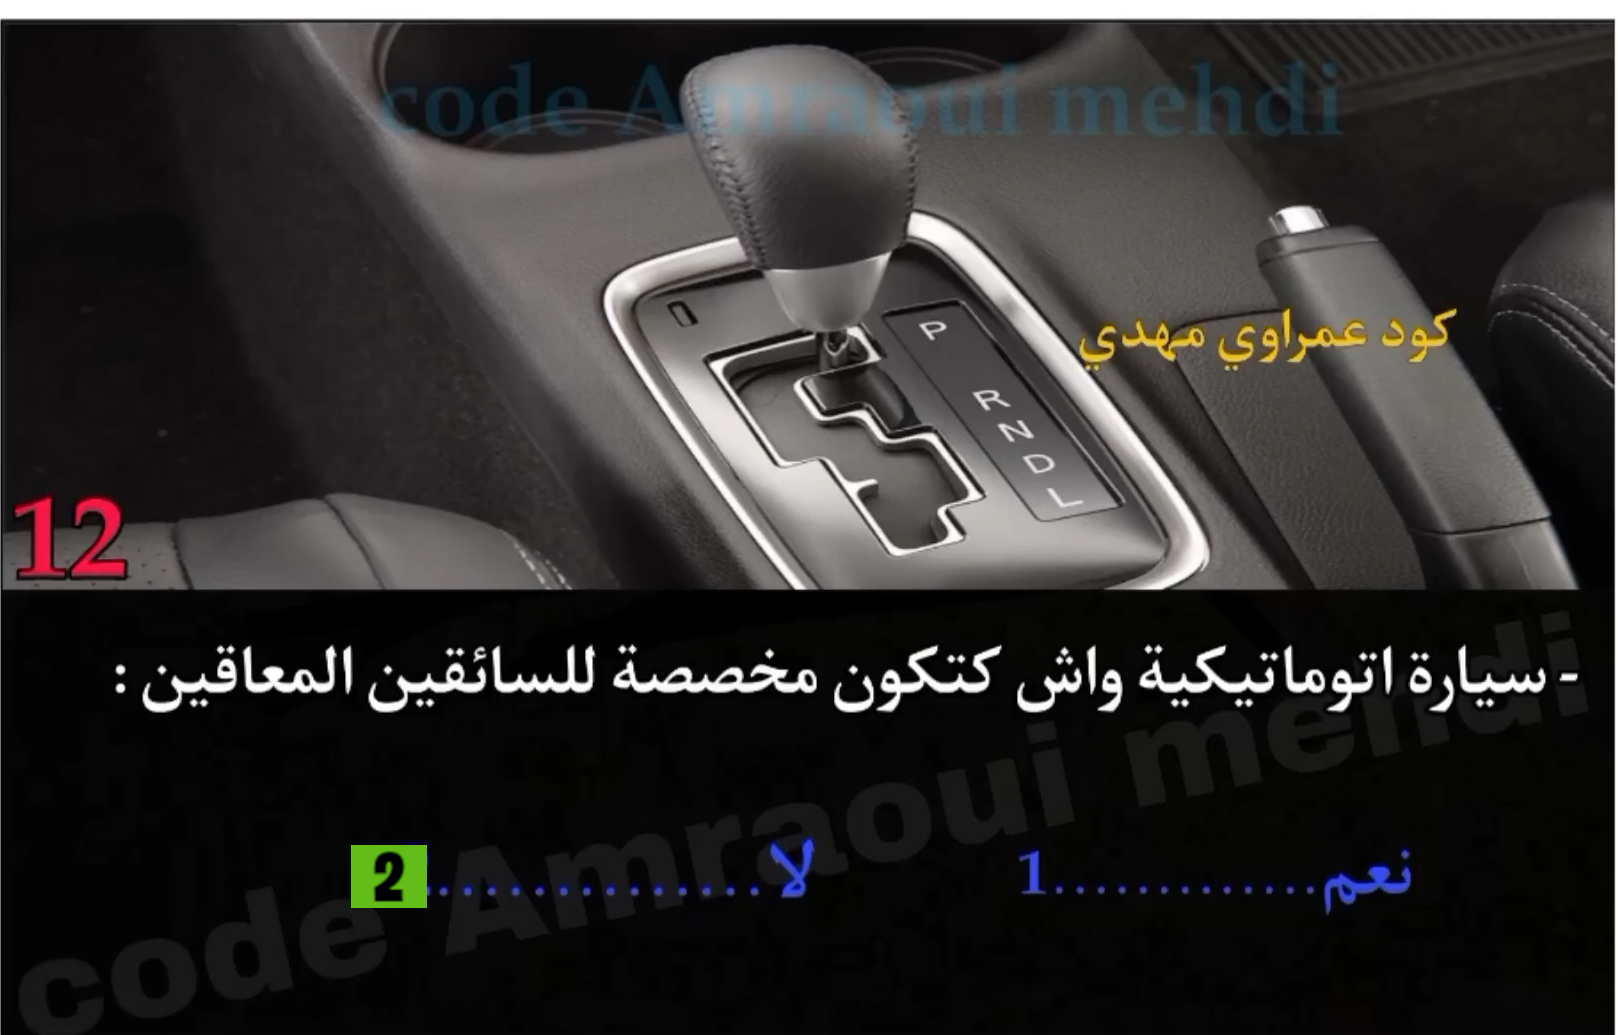 code Amraoui mehdi
P
كود عمراوي مهدي
R
N
D
L
12
- سيارة اتوماتيكية واش كتكون مخصصة للسائقين المعاقين :
نعم.............1
لا................2
code Amraoui mehdi